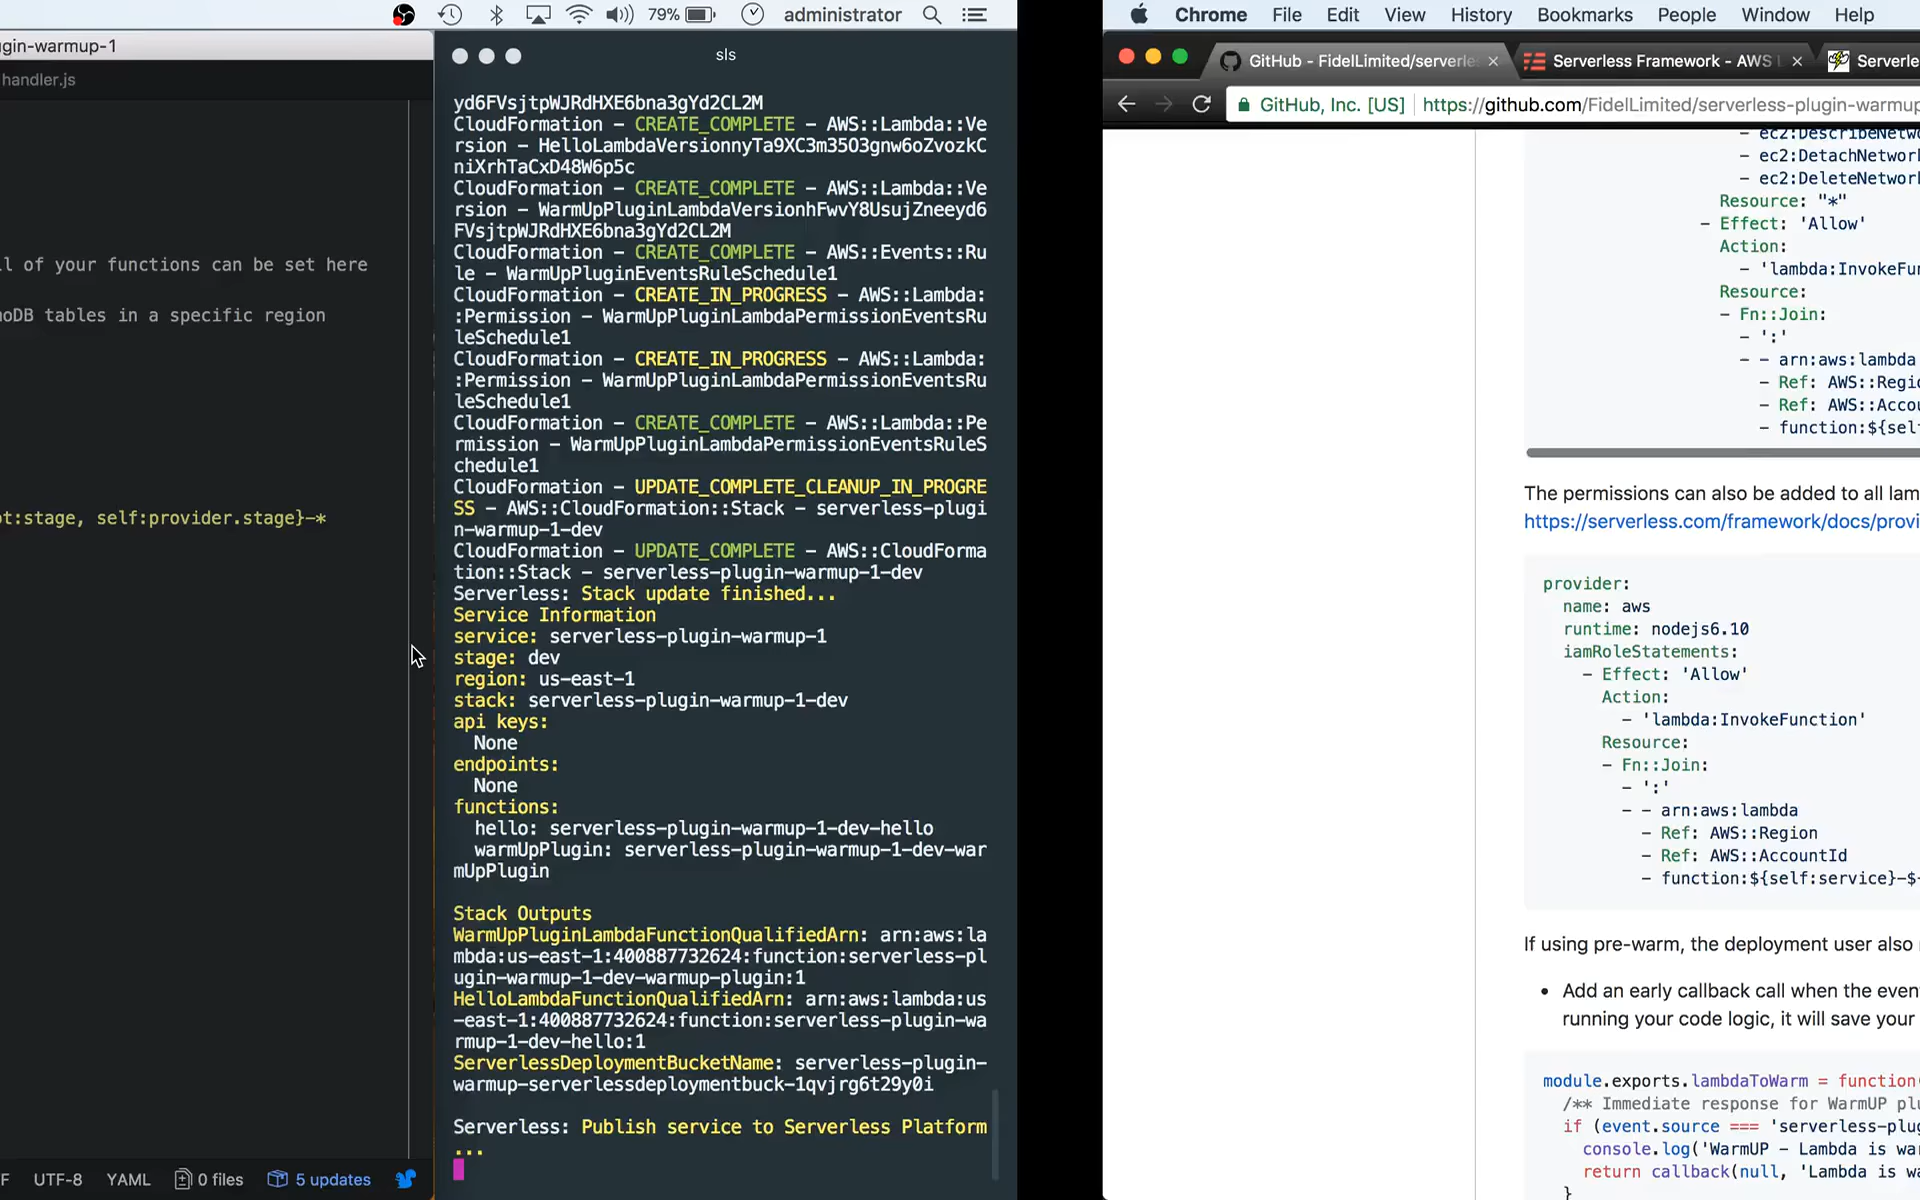 79%
administrator
gin-warmup-1
handler.js
l of your functions can be set here
oDB tables in a specific region
t:stage, self:provider.stage}-*
F UTF-8 YAML 0 files 5 updates
sls
yd6FVsjtpWJRdHXE6bna3gYd2CL2M
CloudFormation - CREATE_COMPLETE - AWS::Lambda::Ve
rsion - HelloLambdaVersionnyTa9XC3m35O3gnw6oZvozkC
niXrhTaCxD48W6p5c
CloudFormation - CREATE_COMPLETE - AWS::Lambda::Ve
rsion - WarmUpPluginLambdaVersionhFwvY8UsujZneeyd6
FVsjtpWJRdHXE6bna3gYd2CL2M
CloudFormation - CREATE_COMPLETE - AWS::Events::Ru
le - WarmUpPluginEventsRuleSchedule1
CloudFormation - CREATE_IN_PROGRESS - AWS::Lambda:
:Permission - WarmUpPluginLambdaPermissionEventsRu
leSchedule1
CloudFormation - CREATE_IN_PROGRESS - AWS::Lambda:
:Permission - WarmUpPluginLambdaPermissionEventsRu
leSchedule1
CloudFormation - CREATE_COMPLETE - AWS::Lambda::Pe
rmission - WarmUpPluginLambdaPermissionEventsRuleS
chedule1
CloudFormation - UPDATE_COMPLETE_CLEANUP_IN_PROGRE
SS - AWS::CloudFormation::Stack - serverless-plugi
n-warmup-1-dev
CloudFormation - UPDATE_COMPLETE - AWS::CloudForma
tion::Stack - serverless-plugin-warmup-1-dev
Serverless: Stack update finished...
Service Information
service: serverless-plugin-warmup-1
stage: dev
region: us-east-1
stack: serverless-plugin-warmup-1-dev
api keys:
None
endpoints:
None
functions:
hello: serverless-plugin-warmup-1-dev-hello
warmUpPlugin: serverless-plugin-warmup-1-dev-war
mUpPlugin
Stack Outputs
WarmUpPluginLambdaFunctionQualifiedArn: arn:aws:la
mbda:us-east-1:400887732624:function:serverless-pl
ugin-warmup-1-dev-warmup-plugin:1
HelloLambdaFunctionQualifiedArn: arn:aws:lambda:us
-east-1:400887732624:function:serverless-plugin-wa
rmup-1-dev-hello:1
ServerlessDeploymentBucketName: serverless-plugin-
warmup-serverlessdeploymentbuck-1qvjrg6t29y0i
Serverless: Publish service to Serverless Platform
...
Chrome File Edit View History Bookmarks People Window Help
GitHub - FidelLimited/serverle × Serverless Framework - AWS L × Serverle
GitHub, Inc. [US] https://github.com/FidelLimited/serverless-plugin-warmup
- ec2:DescribeNetw
- ec2:DetachNetwor
- ec2:DeleteNetwor
Resource: "*"
- Effect: 'Allow'
Action:
- 'lambda:InvokeFun
Resource:
- Fn::Join:
- ':'
- - arn:aws:lambda
- Ref: AWS::Regio
- Ref: AWS::Accou
- function:${sel
The permissions can also be added to all lam
https://serverless.com/framework/docs/provi
provider:
name: aws
runtime: nodejs6.10
iamRoleStatements:
- Effect: 'Allow'
Action:
- 'lambda:InvokeFunction'
Resource:
- Fn::Join:
- ':'
- - arn:aws:lambda
- Ref: AWS::Region
- Ref: AWS::AccountId
- function:${self:service}-$
If using pre-warm, the deployment user also
• Add an early callback call when the even
running your code logic, it will save your
module.exports.lambdaToWarm = function(
/** Immediate response for WarmUP plu
if (event.source === 'serverless-plug
console.log('WarmUP - Lambda is wa
return callback(null, 'Lambda is wa
}